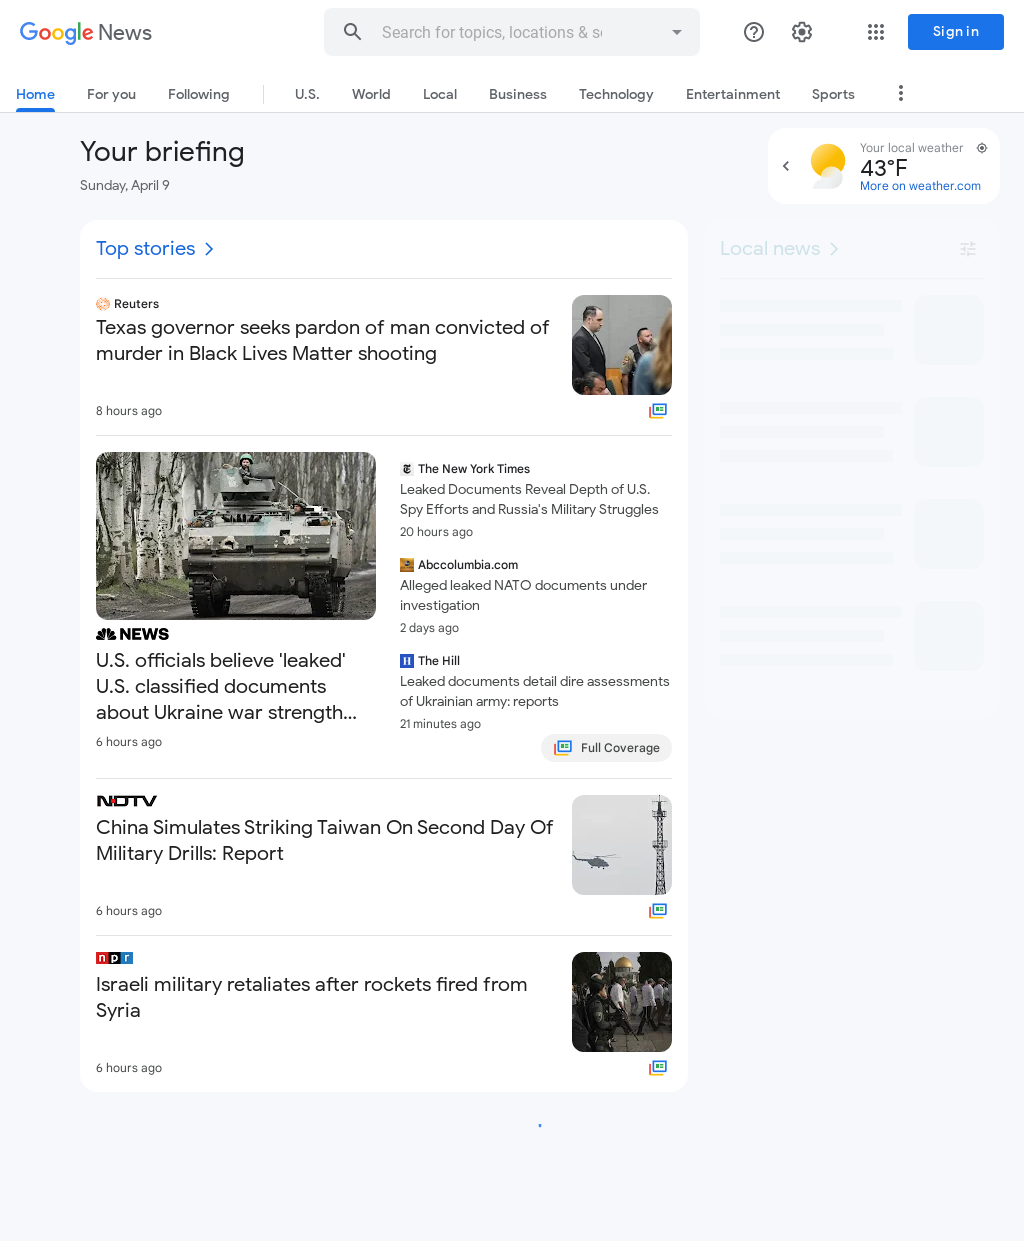 Google News
Search for topics, locations & so
Sign in
Home
For you
Following
U.S.
World
Local
Business
Technology
Entertainment
Sports
Your briefing
Sunday, April 9
Your local weather
43°F
More on weather.com
Top stories
Local news
Reuters
Texas governor seeks pardon of man convicted of
murder in Black Lives Matter shooting
8 hours ago
NEWS
U.S. officials believe 'leaked'
U.S. classified documents
about Ukraine war strength...
6 hours ago
The New York Times
Leaked Documents Reveal Depth of U.S.
Spy Efforts and Russia's Military Struggles
20 hours ago
Abccolumbia.com
Alleged leaked NATO documents under
investigation
2 days ago
H The Hill
Leaked documents detail dire assessments
of Ukrainian army: reports
21 minutes ago
Full Coverage
NDTV
China Simulates Striking Taiwan On Second Day Of
Military Drills: Report
6 hours ago
npr
Israeli military retaliates after rockets fired from
Syria
6 hours ago